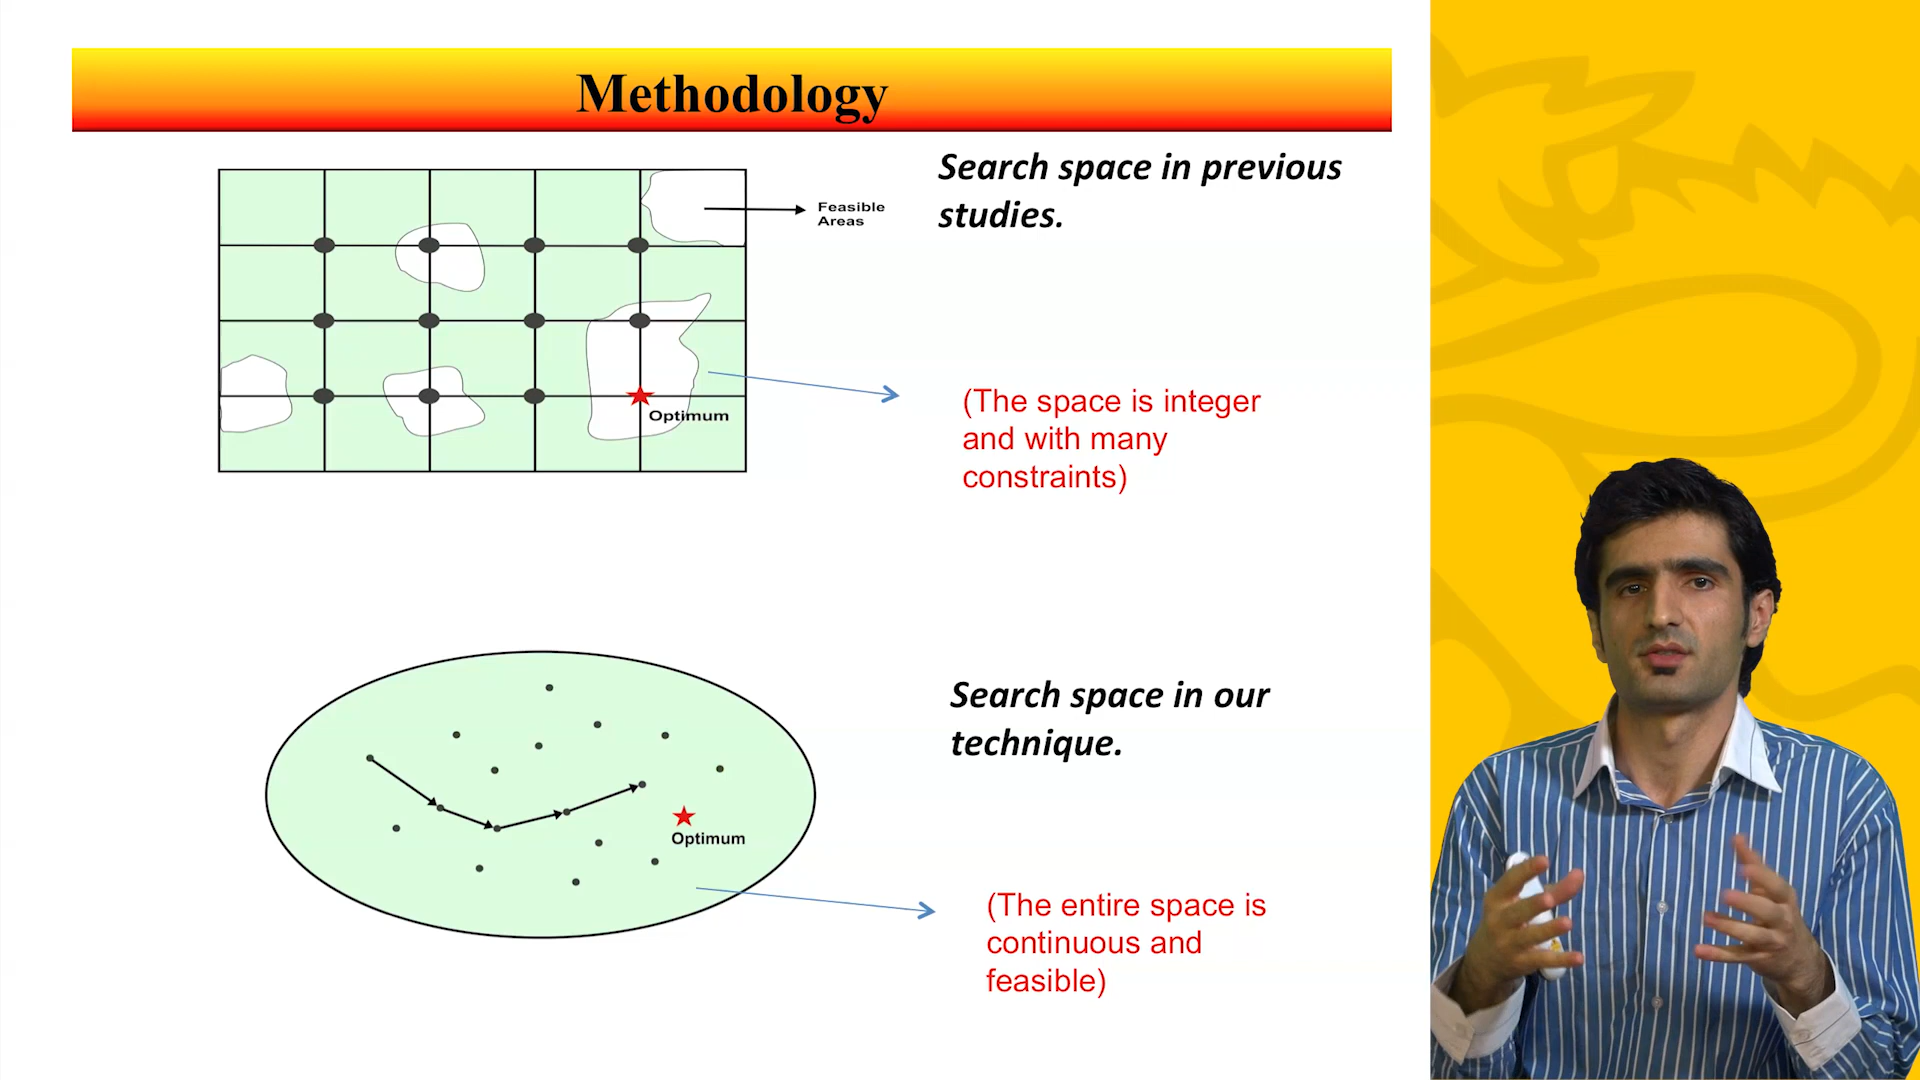 Methodology
Search space in previous
studies.
Feasible
Areas
Optimum
(The space is integer
and with many
constraints)
Search space in our
technique.
Optimum
(The entire space is
continuous and
feasible)